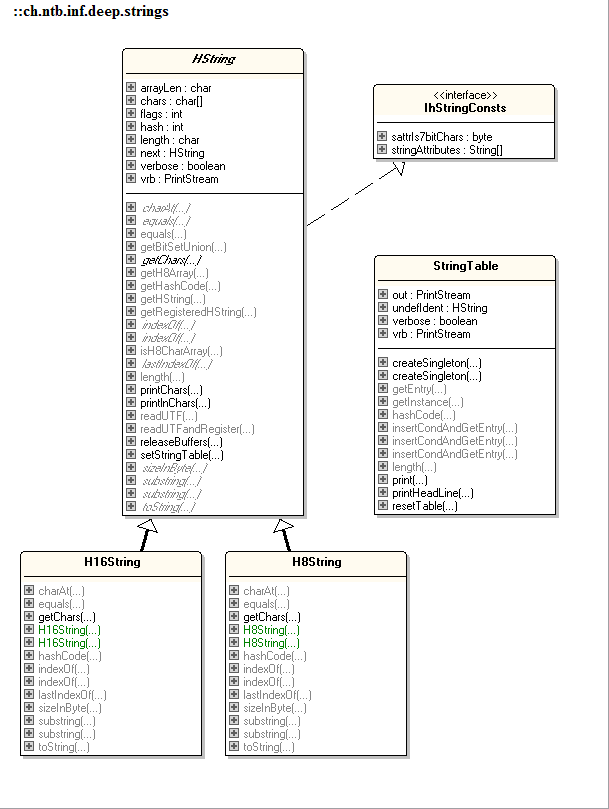 ::ch.ntb.inf.deep.strings
HString
arrayLen : char
chars : char[]
flags : int
hash : int
length : char
next : HString
verbose : boolean
vrb : PrintStream
charAt(...)
equals(...)
equals(...)
getBitSetUnion(...)
getChars(...)
getH8Array(...)
getHashCode(...)
getHString(...)
getRegisteredHString(...)
indexOf(...)
indexOf(...)
isH8CharArray(...)
lastIndexOf(...)
length(...)
printChars(...)
printlnChars(...)
readUTF(...)
readUTFandRegister(...)
releaseBuffers(...)
setStringTable(...)
sizeInByte(...)
substring(...)
substring(...)
toString(...)
<<interface>>
IhStringConsts
sattrIs7bitChars : byte
stringAttributes : String[]
StringTable
out : PrintStream
undefIdent : HString
verbose : boolean
vrb : PrintStream
createSingleton(...)
createSingleton(...)
getEntry(...)
getInstance(...)
hashCode(...)
insertCondAndGetEntry(...)
insertCondAndGetEntry(...)
insertCondAndGetEntry(...)
length(...)
print(...)
printHeadLine(...)
resetTable(...)
H16String
charAt(...)
equals(...)
getChars(...)
H16String(...)
H16String(...)
hashCode(...)
indexOf(...)
indexOf(...)
lastIndexOf(...)
sizeInByte(...)
substring(...)
substring(...)
toString(...)
H8String
charAt(...)
equals(...)
getChars(...)
H8String(...)
H8String(...)
hashCode(...)
indexOf(...)
indexOf(...)
lastIndexOf(...)
sizeInByte(...)
substring(...)
substring(...)
toString(...)